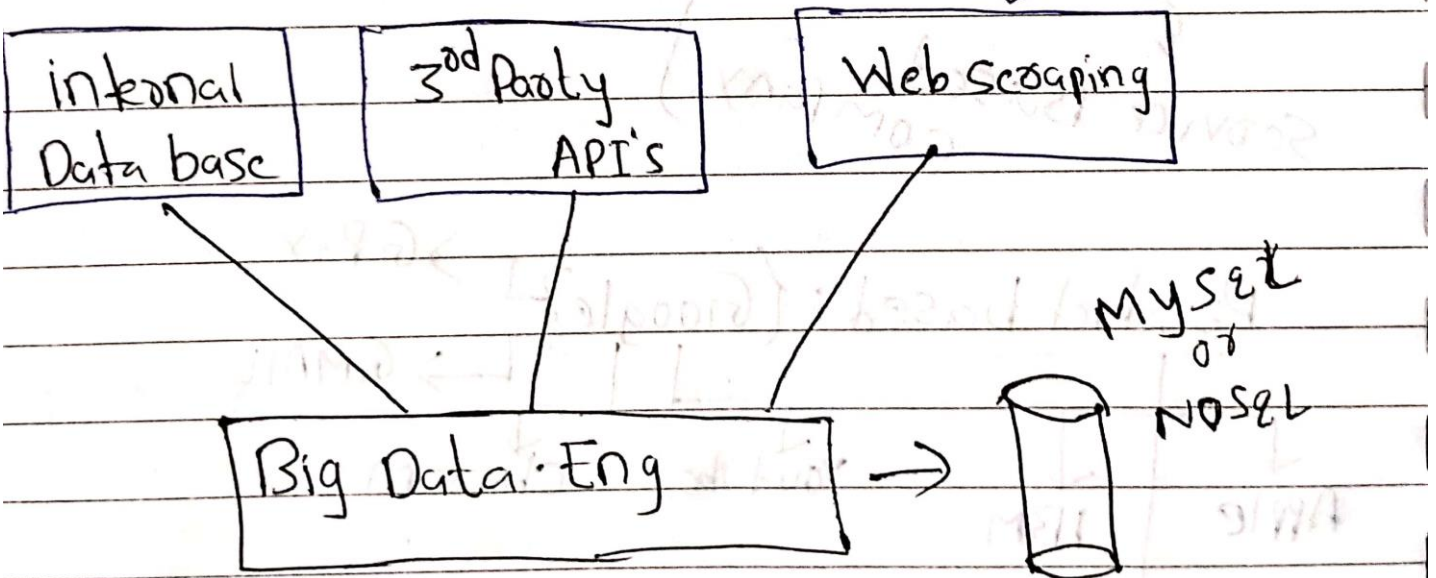 internal
Data base
3rd Party
API's
Web Scraping
Big Data Eng
MySQL
or
NOSQL